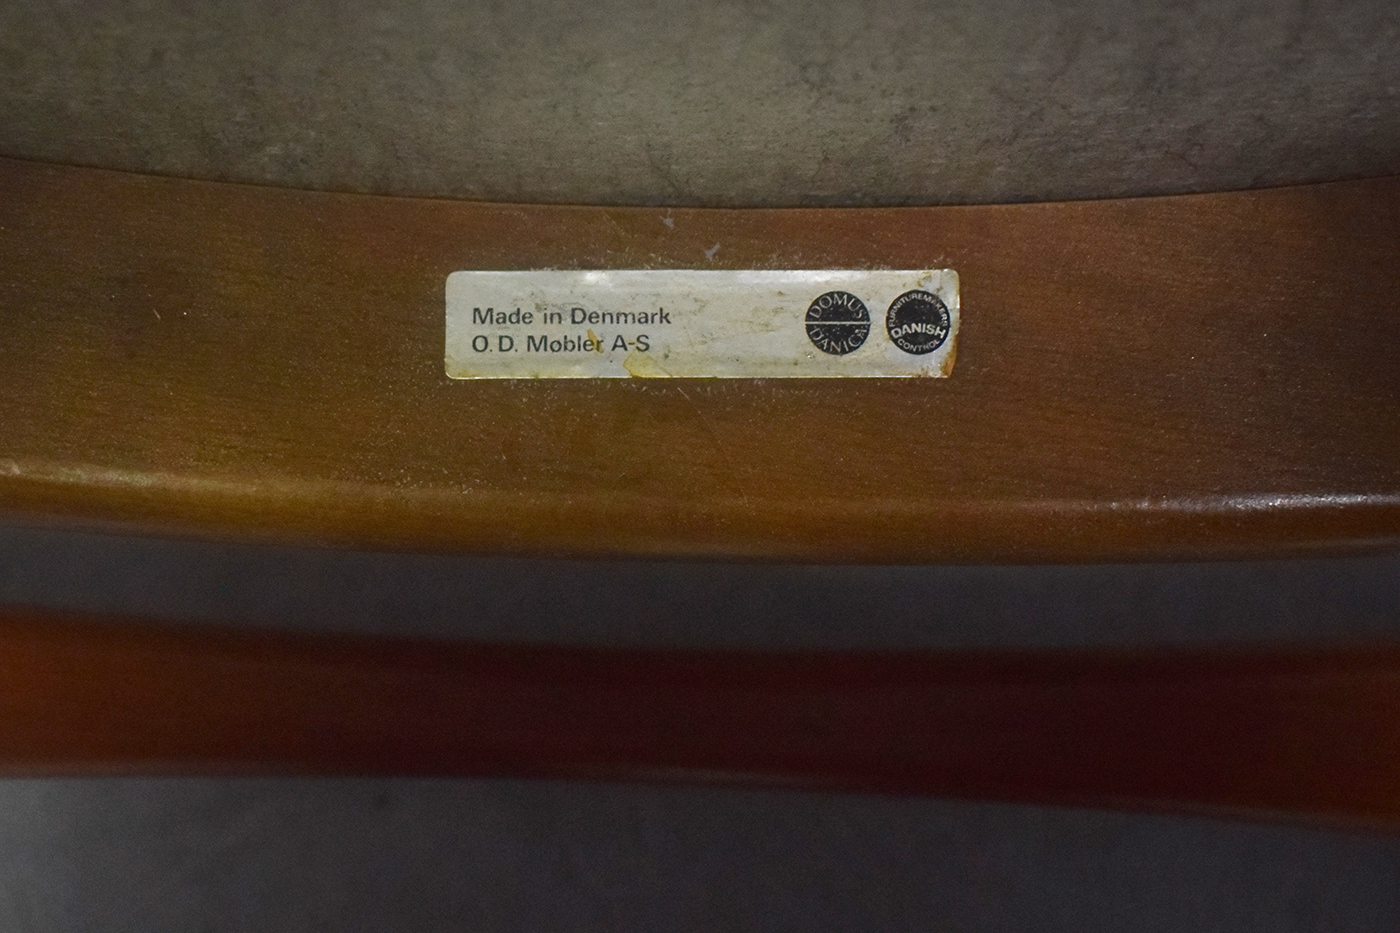 Made in Denmark
O.D. Møbler A-S
DOMUS
DANICA
FURNITUREMAKERS
DANISH
CONTROL